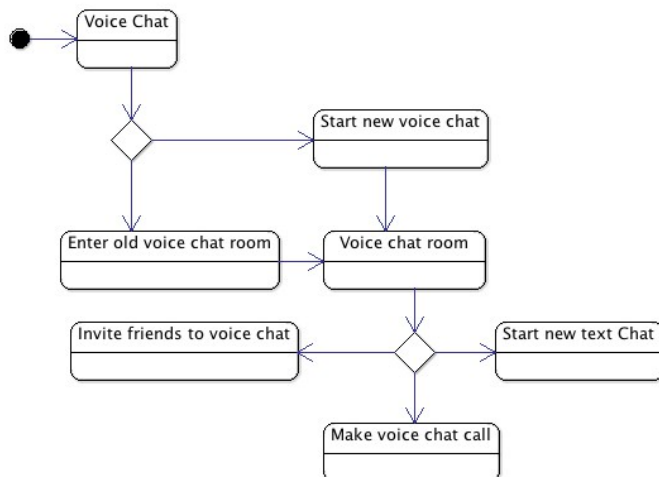 Voice Chat
Start new voice chat
Enter old voice chat room
Voice chat room
Invite friends to voice chat
Start new text Chat
Make voice chat call